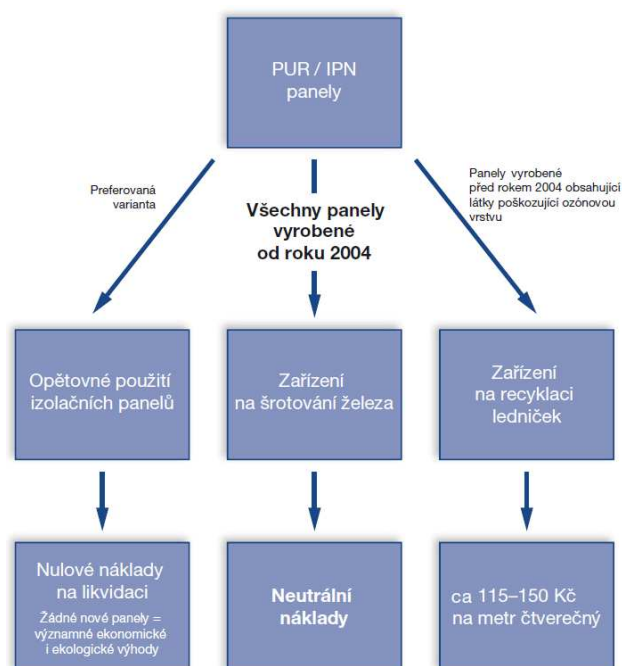 PUR / IPN
panely
Preferovaná
varianta
Všechny panely
vyrobené
od roku 2004
Panely vyrobené
před rokem 2004 obsahující
látky poškozující ozónovou
vrstvu
Opětovné použití
izolačních panelů
Zařízení
na šrotování železa
Zařízení
na recyklaci
ledniček
Nulové náklady
na likvidaci
Žádné nové panely =
významné ekonomické
i ekologické výhody
Neutrální
náklady
ca 115–150 Kč
na metr čtverečný